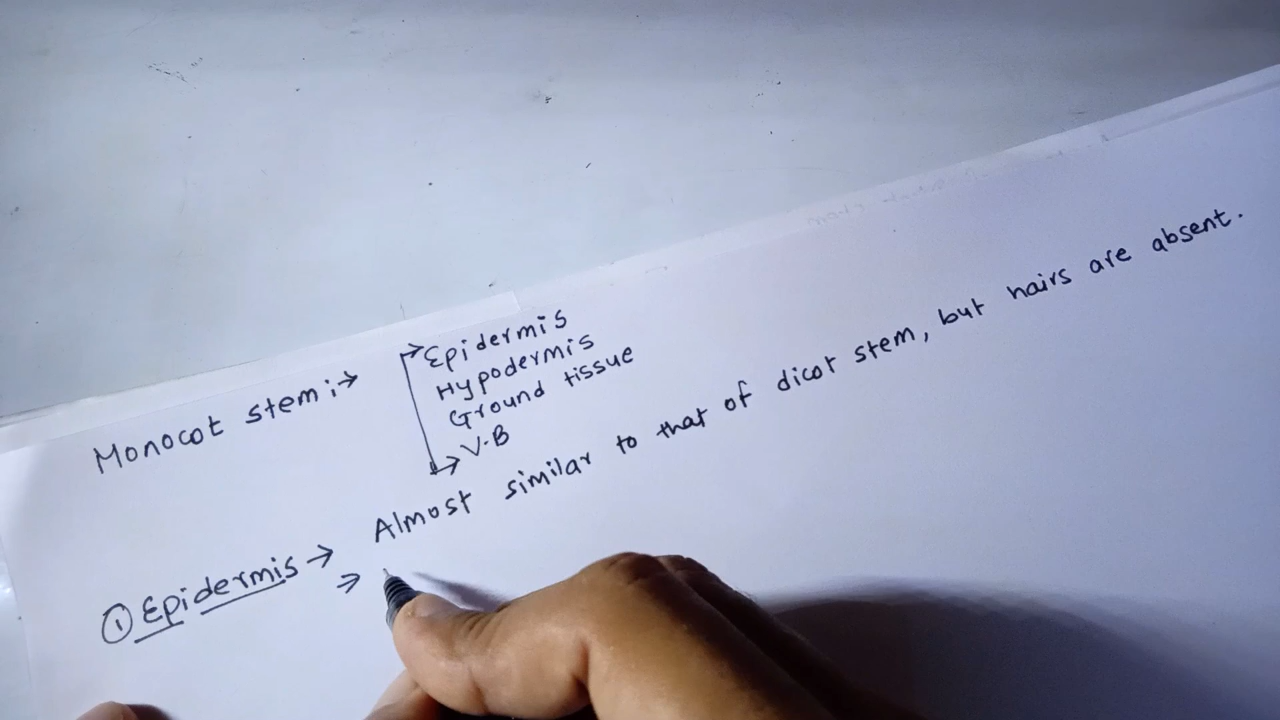 Monocot stem :→
Epidermis
Hypodermis
Ground tissue
V.B
① Epidermis → Almost similar to that of dicot stem, but hairs are absent.
⇒